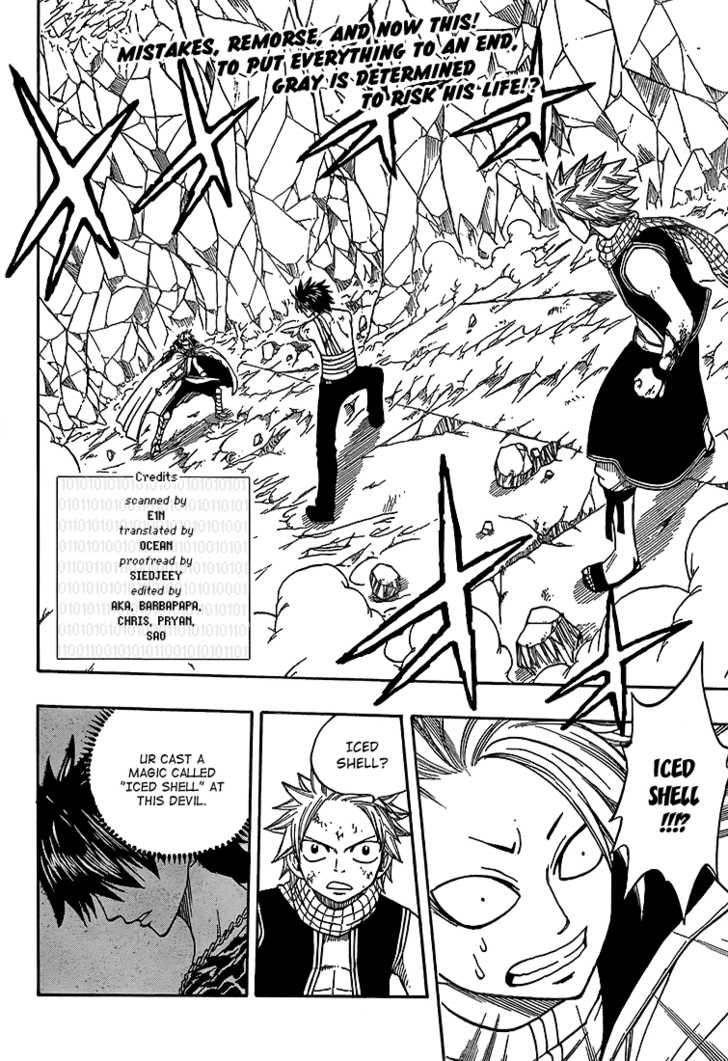 MISTAKES, REMORSE, AND NOW THIS!
TO PUT EVERYTHING TO AN END,
GRAY IS DETERMINED
TO RISK HIS LIFE!?
Credits
scanned by
E1N
translated by
OCEAN
proofread by
SIEDJEEY
edited by
AKA, BARBAPAPA,
CHRIS, PRYAN,
SAO
ICED
SHELL
!!!?
ICED
SHELL?
UR CAST A
MAGIC CALLED
"ICED SHELL" AT
THIS DEVIL.